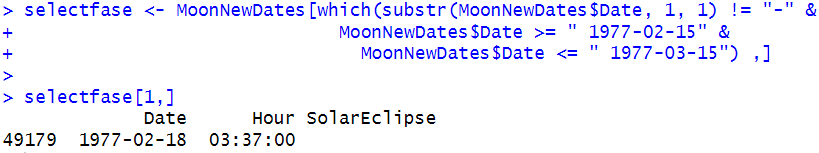 > selectfase <- MoonNewDates[which(substr(MoonNewDates$Date, 1, 1) != "-" &
+                              MoonNewDates$Date >= " 1977-02-15" &
+                                MoonNewDates$Date <= " 1977-03-15") ,]
>
> selectfase[1,]
             Date     Hour SolarEclipse
49179  1977-02-18  03:37:00